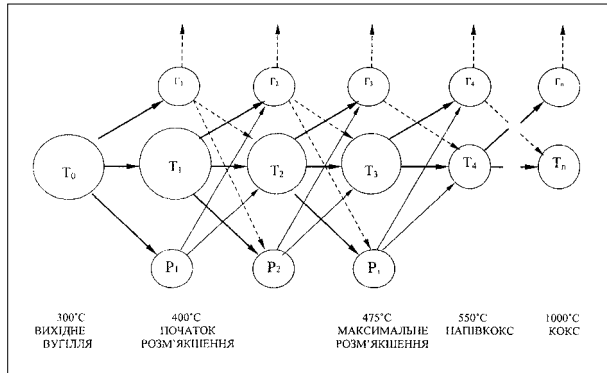 Г₁ Г₂ Г₃ Г₄ Гₙ
T₀ T₁ T₂ T₃ T₄ Tₙ
P₁ P₂
300°C 400°C 475°C 550°C 1000°C
ВИХІДНЕ ПОЧАТОК МАКСИМАЛЬНЕ НАПІВКОКС КОКС
ВУГІЛЛЯ РОЗМ'ЯКШЕННЯ РОЗМ'ЯКШЕННЯ